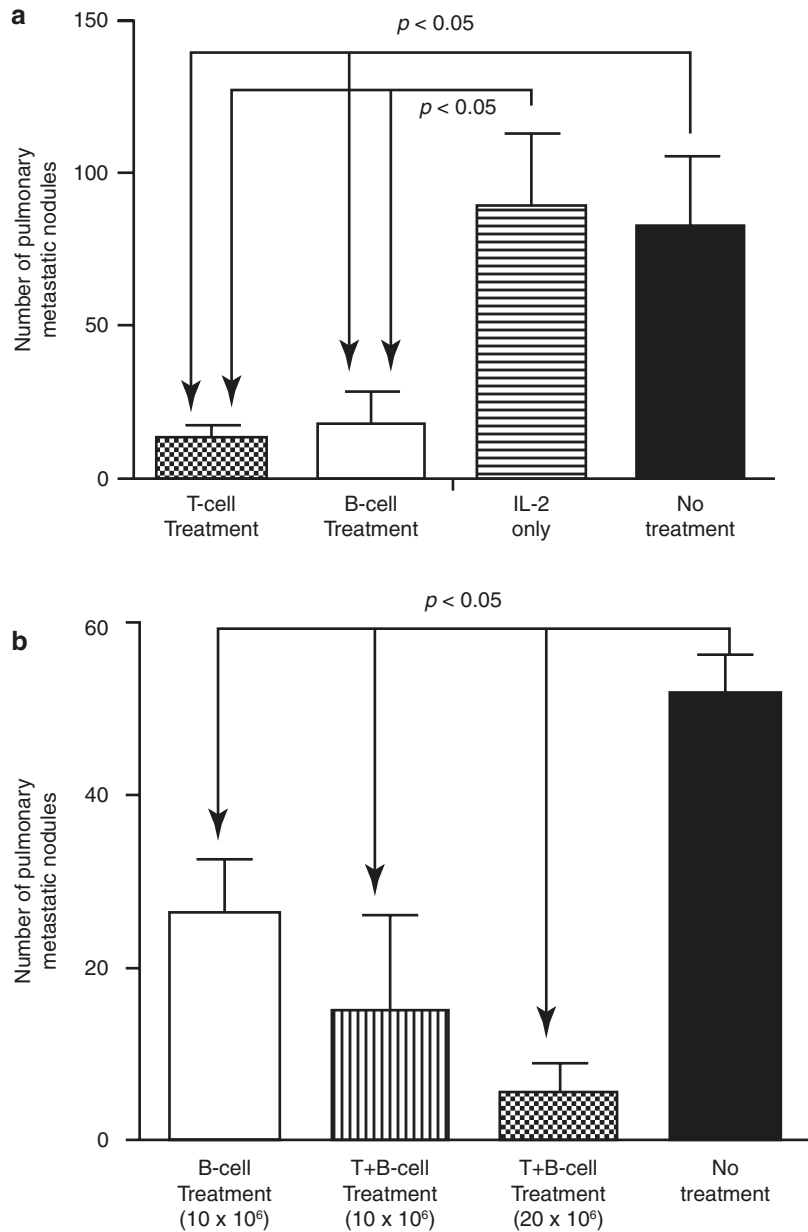 a
150
p < 0.05
p < 0.05
100
50
0
Number of pulmonary
metastatic nodules
T-cell
Treatment
B-cell
Treatment
IL-2
only
No
treatment
b
60
p < 0.05
40
20
0
Number of pulmonary
metastatic nodules
B-cell
Treatment
(10 x 10⁶)
T+B-cell
Treatment
(10 x 10⁶)
T+B-cell
Treatment
(20 x 10⁶)
No
treatment